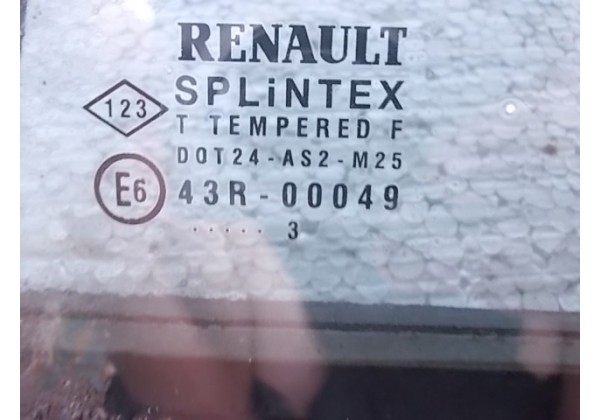 RENAULT
SPLiNTEX
123
T TEMPERED F
DOT24-AS2-M25
E6
43R-00049
..... 3